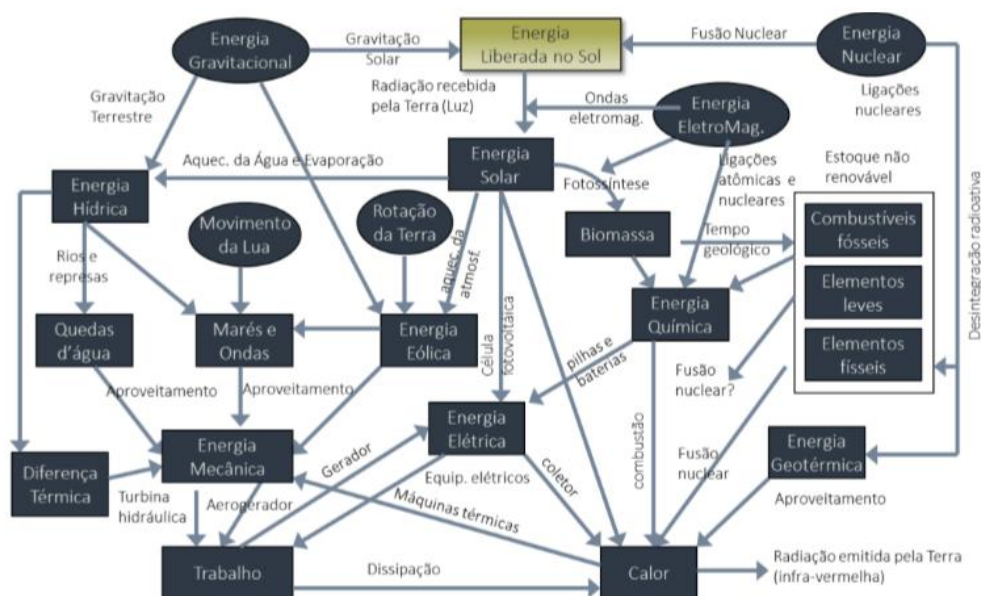 Energia
Gravitacional
Gravitação
Solar
Energia
Liberada no Sol
Fusão Nuclear
Energia
Nuclear
Gravitação
Terrestre
Radiação recebida
pela Terra (Luz)
Ondas
eletromag.
Energia
EletroMag.
Ligações
nucleares
Aquec. da Água e Evaporação
Energia
Solar
Fotossíntese
Ligações
atômicas e
nucleares
Estoque não
renovável
Energia
Hídrica
Movimento
da Lua
Rotação
da Terra
aquec. da
atmosf.
Biomassa
Tempo
geológico
Combustíveis
fósseis
Desintegração radioativa
Rios e
represas
Elementos
leves
Quedas
d'água
Marés e
Ondas
Energia
Eólica
Célula
fotovoltáica
Energia
Química
Elementos
físseis
pilhas e
baterias
Fusão
nuclear?
Aproveitamento
Aproveitamento
Energia
Mecânica
Energia
Elétrica
Energia
Geotérmica
Diferença
Térmica
Gerador
Equip. elétricos
coletor
combustão
Fusão
nuclear
Turbina
hidráulica
Aerogerador
Máquinas térmicas
Aproveitamento
Trabalho
Dissipação
Calor
Radiação emitida pela Terra
(infra-vermelha)